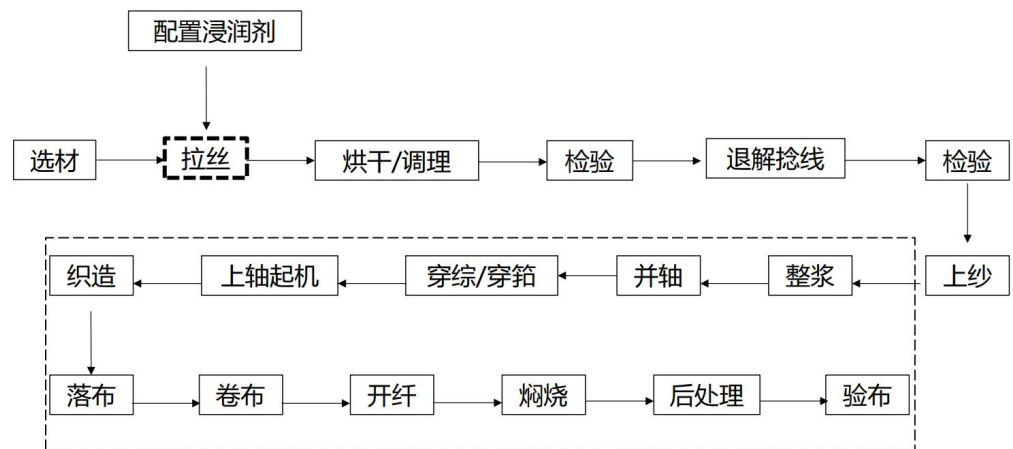 配置浸润剂
选材
拉丝
烘干/调理
检验
退解捻线
检验
织造
上轴起机
穿综/穿筘
并轴
整浆
上纱
落布
卷布
开纤
焖烧
后处理
验布